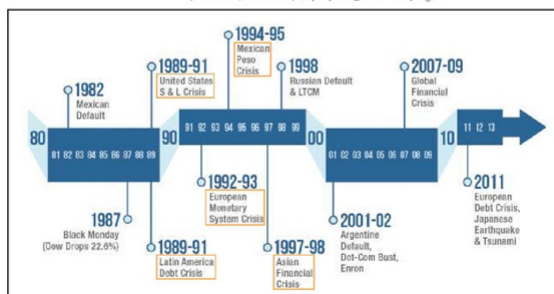 1994-95
Mexican
Peso
Crisis
1989-91
United States
S & L Crisis
1998
Russian Default
& LTCM
2007-09
Global
Financial
Crisis
1982
Mexican
Default
80
81 82 83 84 85 86 87 88 89
90
91 92 93 94 95 96 97 98 99
00
01 02 03 04 05 06 07 08 09
10
11 12 13
1987
Black Monday
(Dow Drops 22.6%)
1989-91
Latin America
Debt Crisis
1992-93
European
Monetary
System Crisis
1997-98
Asian
Financial
Crisis
2001-02
Argentine
Default,
Dot-Com Bust,
Enron
2011
European
Debt Crisis,
Japanese
Earthquake
& Tsunami